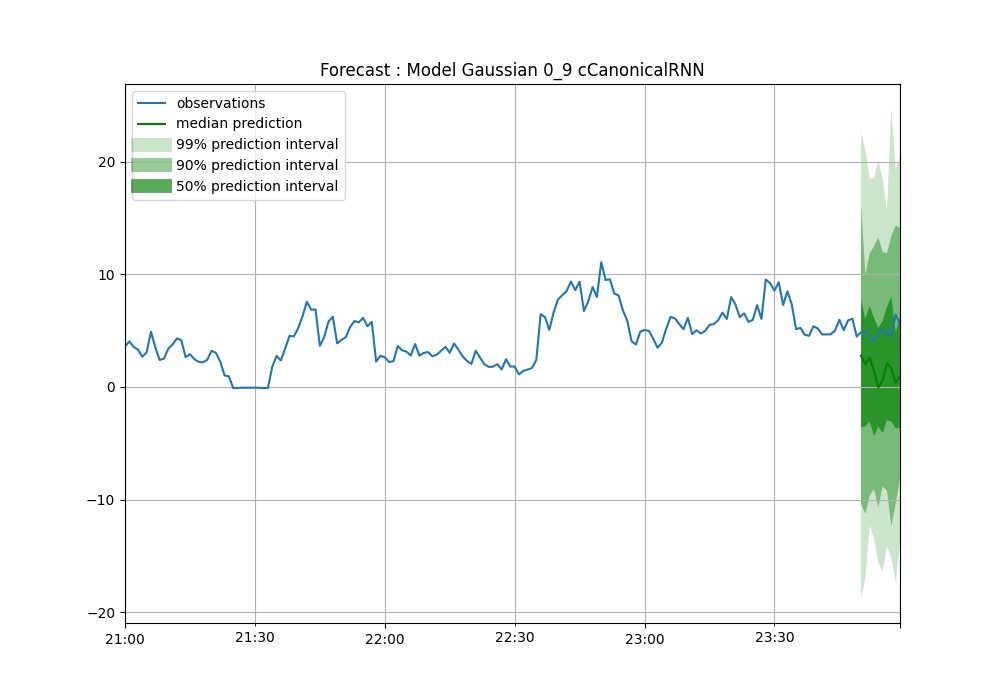 Forecast : Model Gaussian 0_9 cCanonicalRNN
observations
median prediction
99% prediction interval
90% prediction interval
50% prediction interval
20
10
0
−10
−20
21:00
21:30
22:00
22:30
23:00
23:30